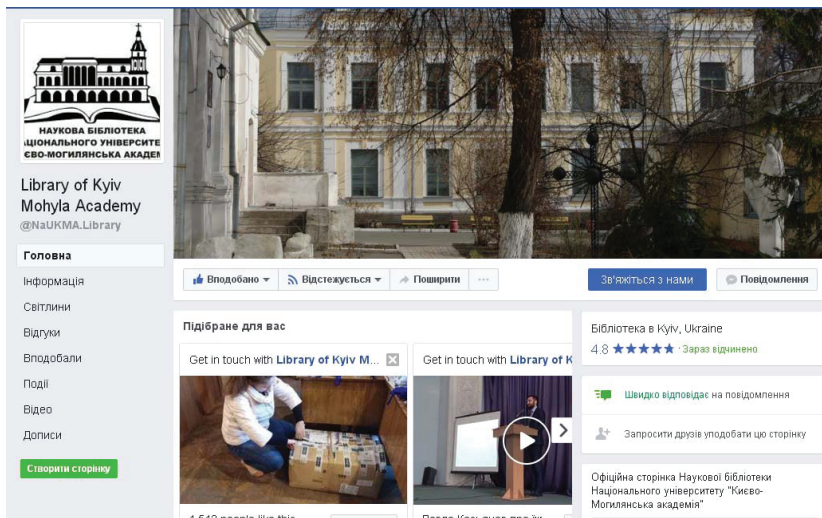 НАУКОВА БІБЛІОТЕКА
ЦІОНАЛЬНОГО УНІВЕРСИТЕ
ЄВО-МОГИЛЯНСЬКА АКАДЕМ
Library of Kyiv
Mohyla Academy
@NaUKMA.Library
Головна
Інформація
Світлини
Відгуки
Вподобали
Події
Відео
Дописи
Створити сторінку
Вподобано
Відстежується
Поширити
Зв'яжіться з нами
Повідомлення
Підібране для вас
Get in touch with Library of Kyiv M...
Get in touch with Library of K
Бібліотека в Kyiv, Ukraine
4.8 ★★★★★ · Зараз відчинено
Швидко відповідає на повідомлення
Запросити друзів уподобати цю сторінку
Офіційна сторінка Наукової бібліотеки
Національного університету "Києво-
Могилянська академія"